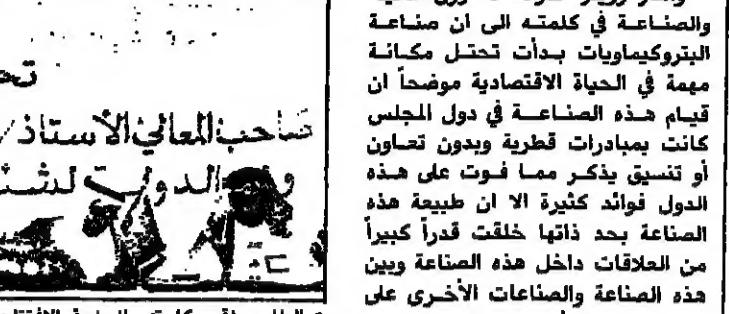 والصناعة في كلمته الى ان صناعة
البتروكيماويات بدأت تحتل مكانة
مهمة في الحياة الاقتصادية موضحاً ان
قيام هذه الصناعة في دول المجلس
كانت بمبادرات قطرية وبدون تعاون
أو تنسيق يذكر مما فوت على هذه
الدول فوائد كثيرة الا ان طبيعة هذه
الصناعة بحد ذاتها خلقت قدراً كبيراً
من العلاقات داخل هذه الصناعة وبين
هذه الصناعة والصناعات الأخرى على
صاحب المعالي الأستاذ/
الدولة